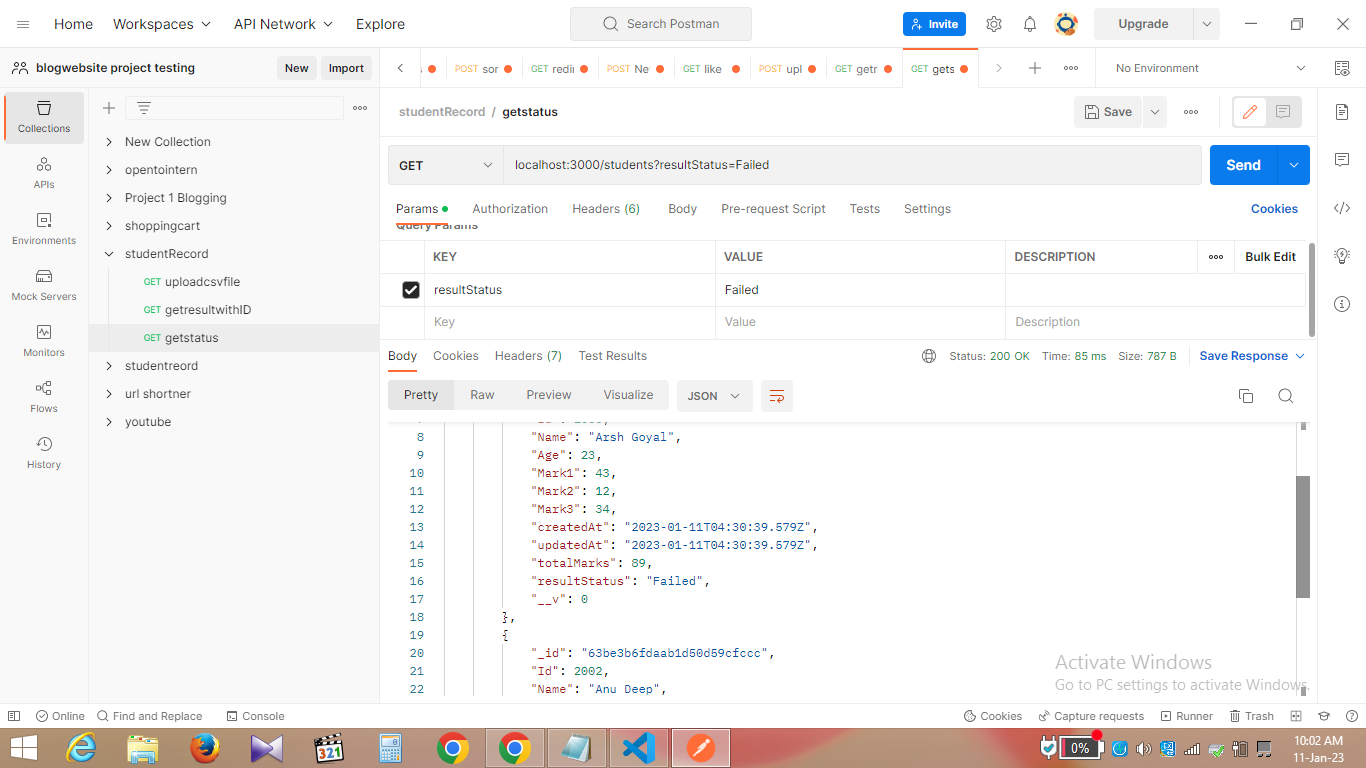 Home Workspaces API Network Explore Search Postman Invite Upgrade
blogwebsite project testing New Import POST sor GET redir POST Ne GET like POST upl GET getr GET gets No Environment
studentRecord / getstatus Save
Collections
APIs
Environments
Mock Servers
Monitors
Flows
History
New Collection
opentointern
Project 1 Blogging
shoppingcart
studentRecord
GET uploadcsvfile
GET getresultwithID
GET getstatus
studentreord
url shortner
youtube
GET localhost:3000/students?resultStatus=Failed Send
Params Authorization Headers (6) Body Pre-request Script Tests Settings Cookies
Query Params
KEY VALUE DESCRIPTION Bulk Edit
resultStatus Failed
Key Value Description
Body Cookies Headers (7) Test Results Status: 200 OK Time: 85 ms Size: 787 B Save Response
Pretty Raw Preview Visualize JSON
8 "Name": "Arsh Goyal",
9 "Age": 23,
10 "Mark1": 43,
11 "Mark2": 12,
12 "Mark3": 34,
13 "createdAt": "2023-01-11T04:30:39.579Z",
14 "updatedAt": "2023-01-11T04:30:39.579Z",
15 "totalMarks": 89,
16 "resultStatus": "Failed",
17 "__v": 0
18 },
19 {
20 "_id": "63be3b6fdaab1d50d59cfccc",
21 "Id": 2002,
22 "Name": "Anu Deep",
Activate Windows
Go to PC settings to activate Windows.
Online Find and Replace Console Cookies Capture requests Runner Trash
321
0%
10:02 AM
11-Jan-23